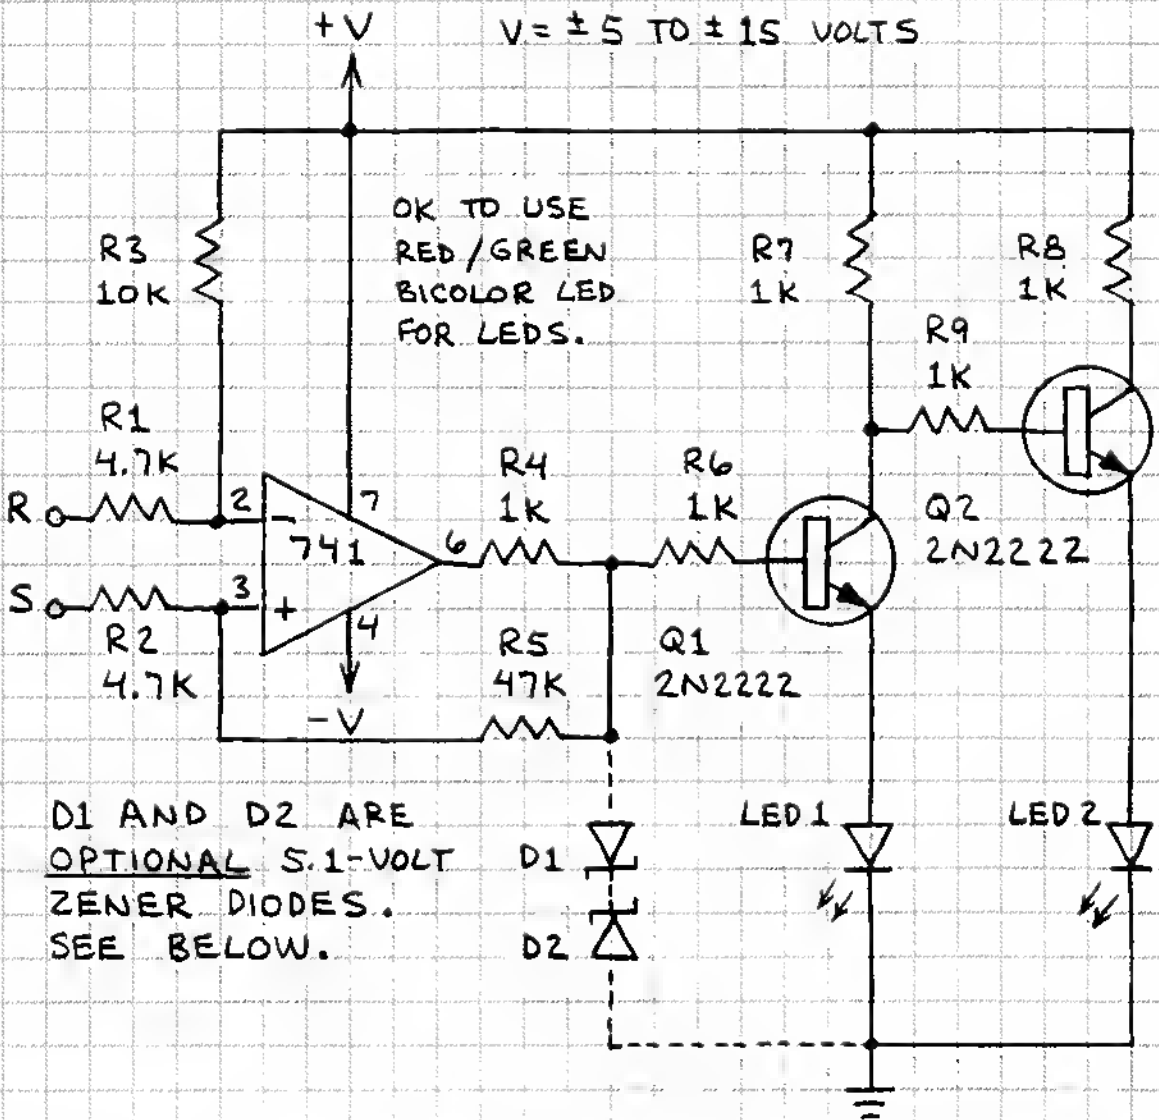 +V
V = ± 5 TO ± 15 VOLTS
OK TO USE
RED / GREEN
BICOLOR LED
FOR LEDS.
R3
10K
R7
1K
R8
1K
R9
1K
R1
4.7K
R4
1K
R6
1K
R
2
-
7
741
6
Q2
2N2222
S
3
+
4
R2
4.7K
R5
47K
Q1
2N2222
-V
D1 AND D2 ARE
OPTIONAL 5.1-VOLT
ZENER DIODES.
SEE BELOW.
D1
D2
LED 1
LED 2